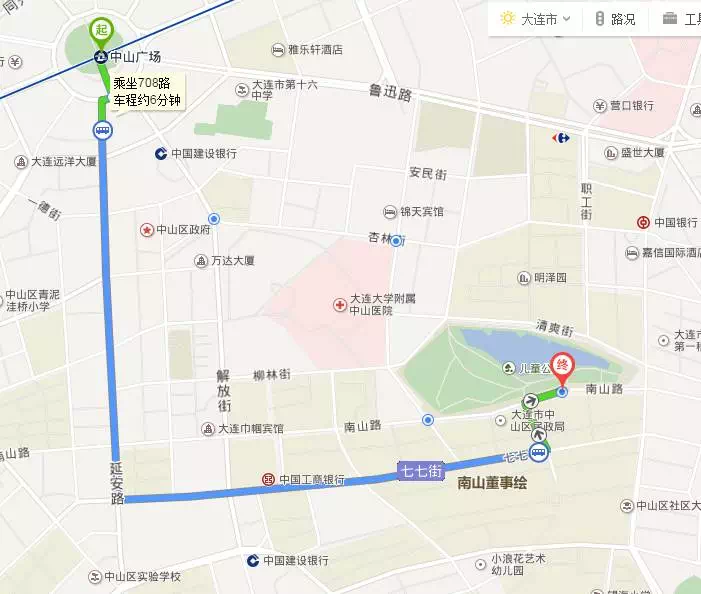 大连市
路况
工具
起
中山广场
雅乐轩酒店
乘坐708路
车程约6分钟
大连市第十六
中学
鲁迅路
营口银行
大连远洋大厦
中国建设银行
盛世大厦
安民街
职工街
一德街
锦天宾馆
中国银行
中山区政府
杏林街
嘉信国际酒店
万达大厦
明泽园
中山区青泥
洼桥小学
大连大学附属
中山医院
清爽街
大连市
第一
儿童公
终
解放街
柳林街
南山路
南山路
大连市中
山区民政局
大连巾帼宾馆
南山路
七七
七七街
延安路
中国工商银行
南山董事绘
中山区社区大
中国建设银行
小浪花艺术
幼儿园
中山区实验学校